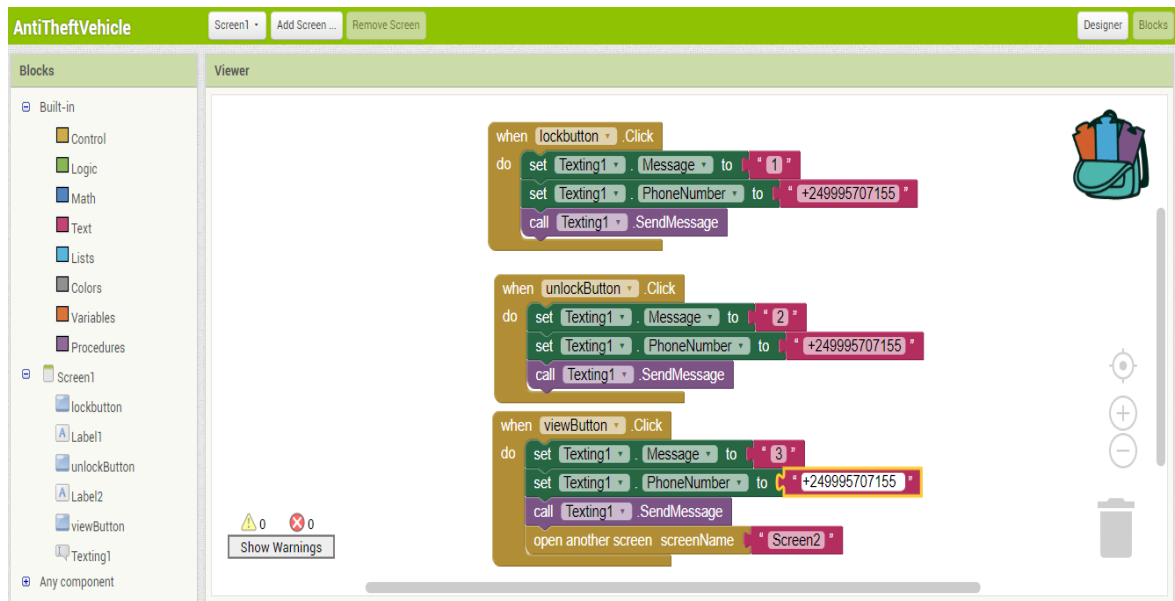 AntiTheftVehicle Screen1 Add Screen ... Remove Screen Designer Blocks
Blocks Viewer
Built-in
Control
Logic
Math
Text
Lists
Colors
Variables
Procedures
Screen1
lockbutton
Label1
unlockButton
Label2
viewButton
Texting1
Any component
when lockbutton .Click
do set Texting1 . Message to " 1 "
set Texting1 . PhoneNumber to " +249995707155 "
call Texting1 .SendMessage
when unlockButton .Click
do set Texting1 . Message to " 2 "
set Texting1 . PhoneNumber to " +249995707155 "
call Texting1 .SendMessage
when viewButton .Click
do set Texting1 . Message to " 3 "
set Texting1 . PhoneNumber to " +249995707155 "
call Texting1 .SendMessage
open another screen screenName " Screen2 "
0 0
Show Warnings